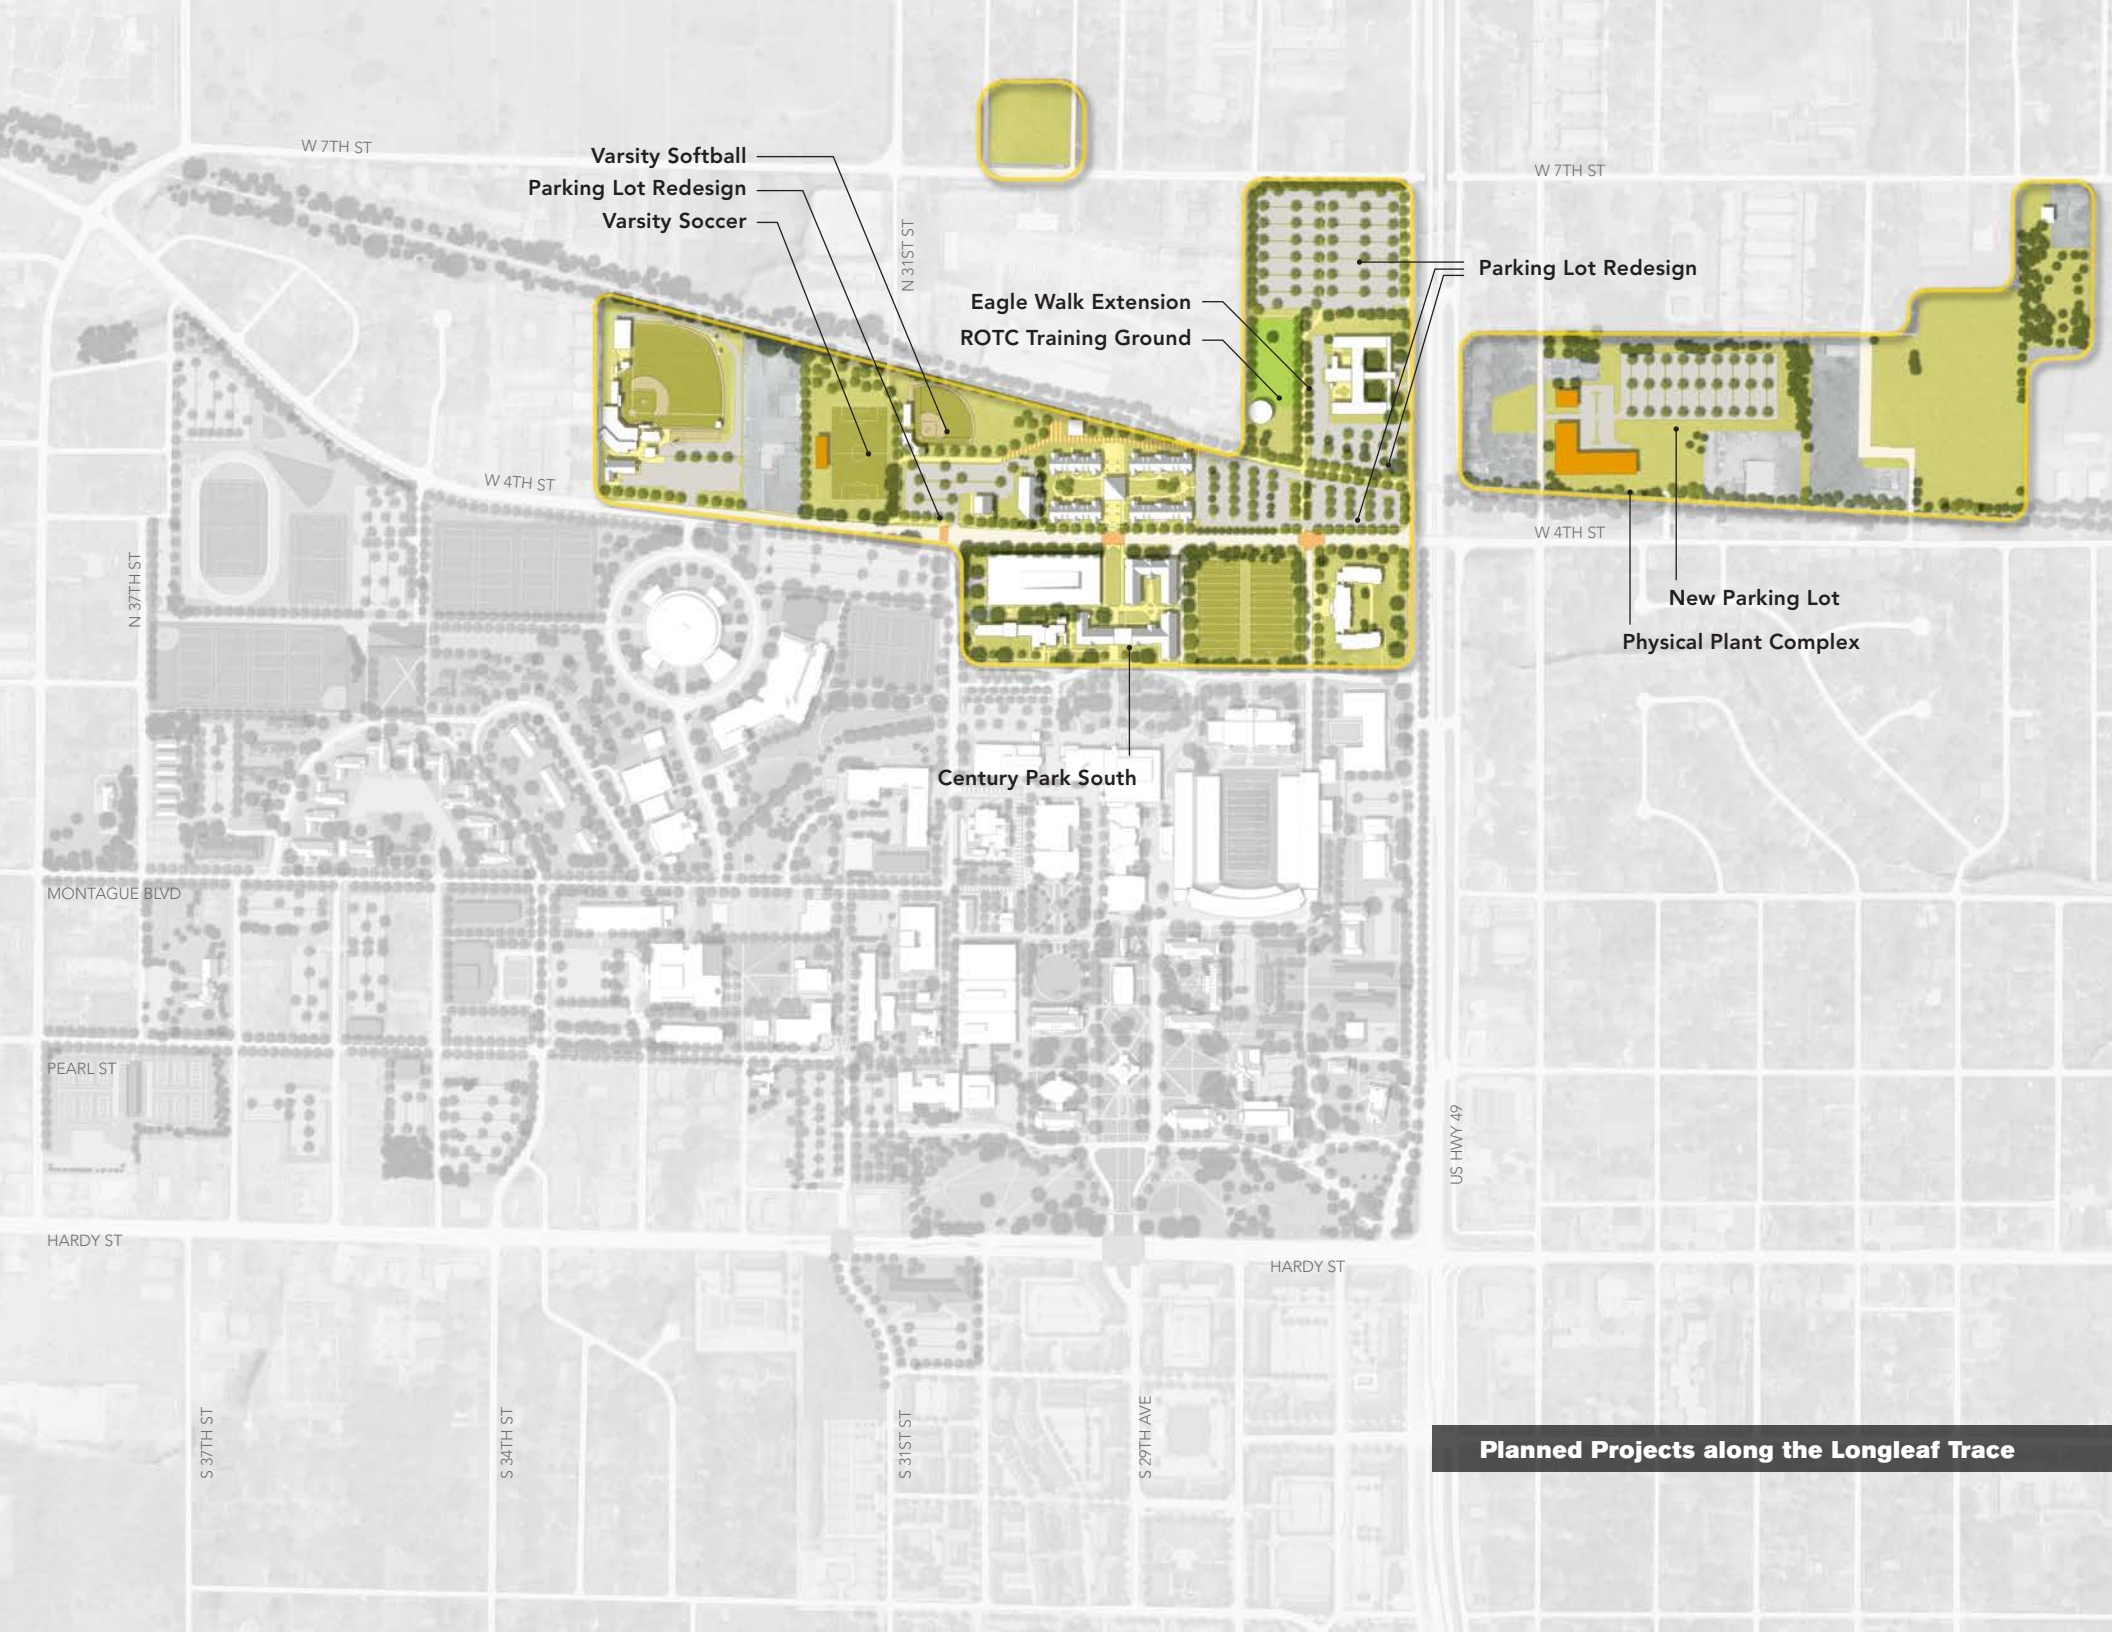 W 7TH ST
Varsity Softball
Parking Lot Redesign
Varsity Soccer
N 31ST ST
W 7TH ST
Parking Lot Redesign
Eagle Walk Extension
ROTC Training Ground
W 4TH ST
W 4TH ST
N 37TH ST
New Parking Lot
Physical Plant Complex
Century Park South
MONTAGUE BLVD
PEARL ST
US HWY 49
HARDY ST
HARDY ST
S 37TH ST
S 34TH ST
S 31ST ST
S 29TH AVE
Planned Projects along the Longleaf Trace